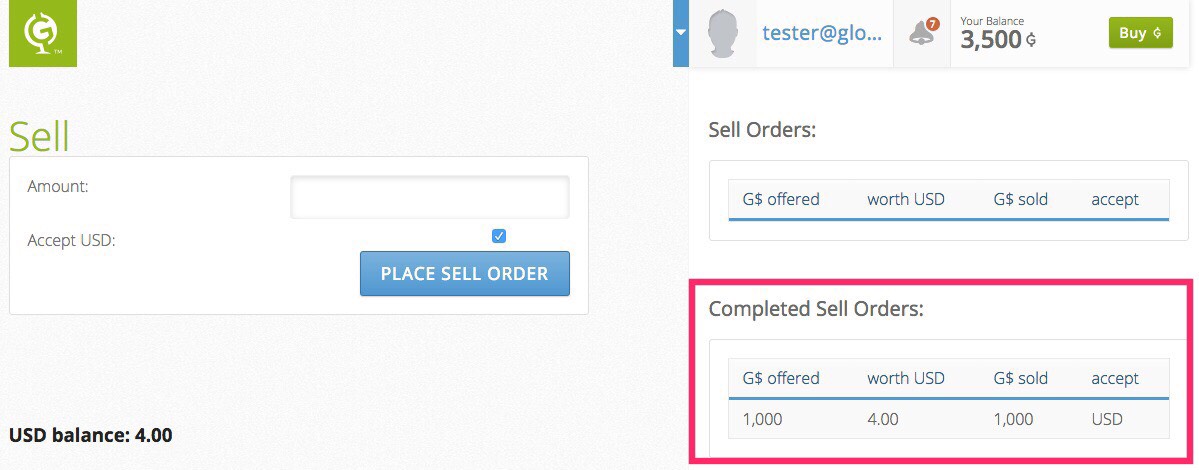 G
TM
tester@glo...
7
Your Balance
3,500 G
Buy G
Sell
Amount:
Accept USD:
PLACE SELL ORDER
USD balance: 4.00
Sell Orders:
G$ offered worth USD G$ sold accept
Completed Sell Orders:
G$ offered worth USD G$ sold accept
1,000 4.00 1,000 USD